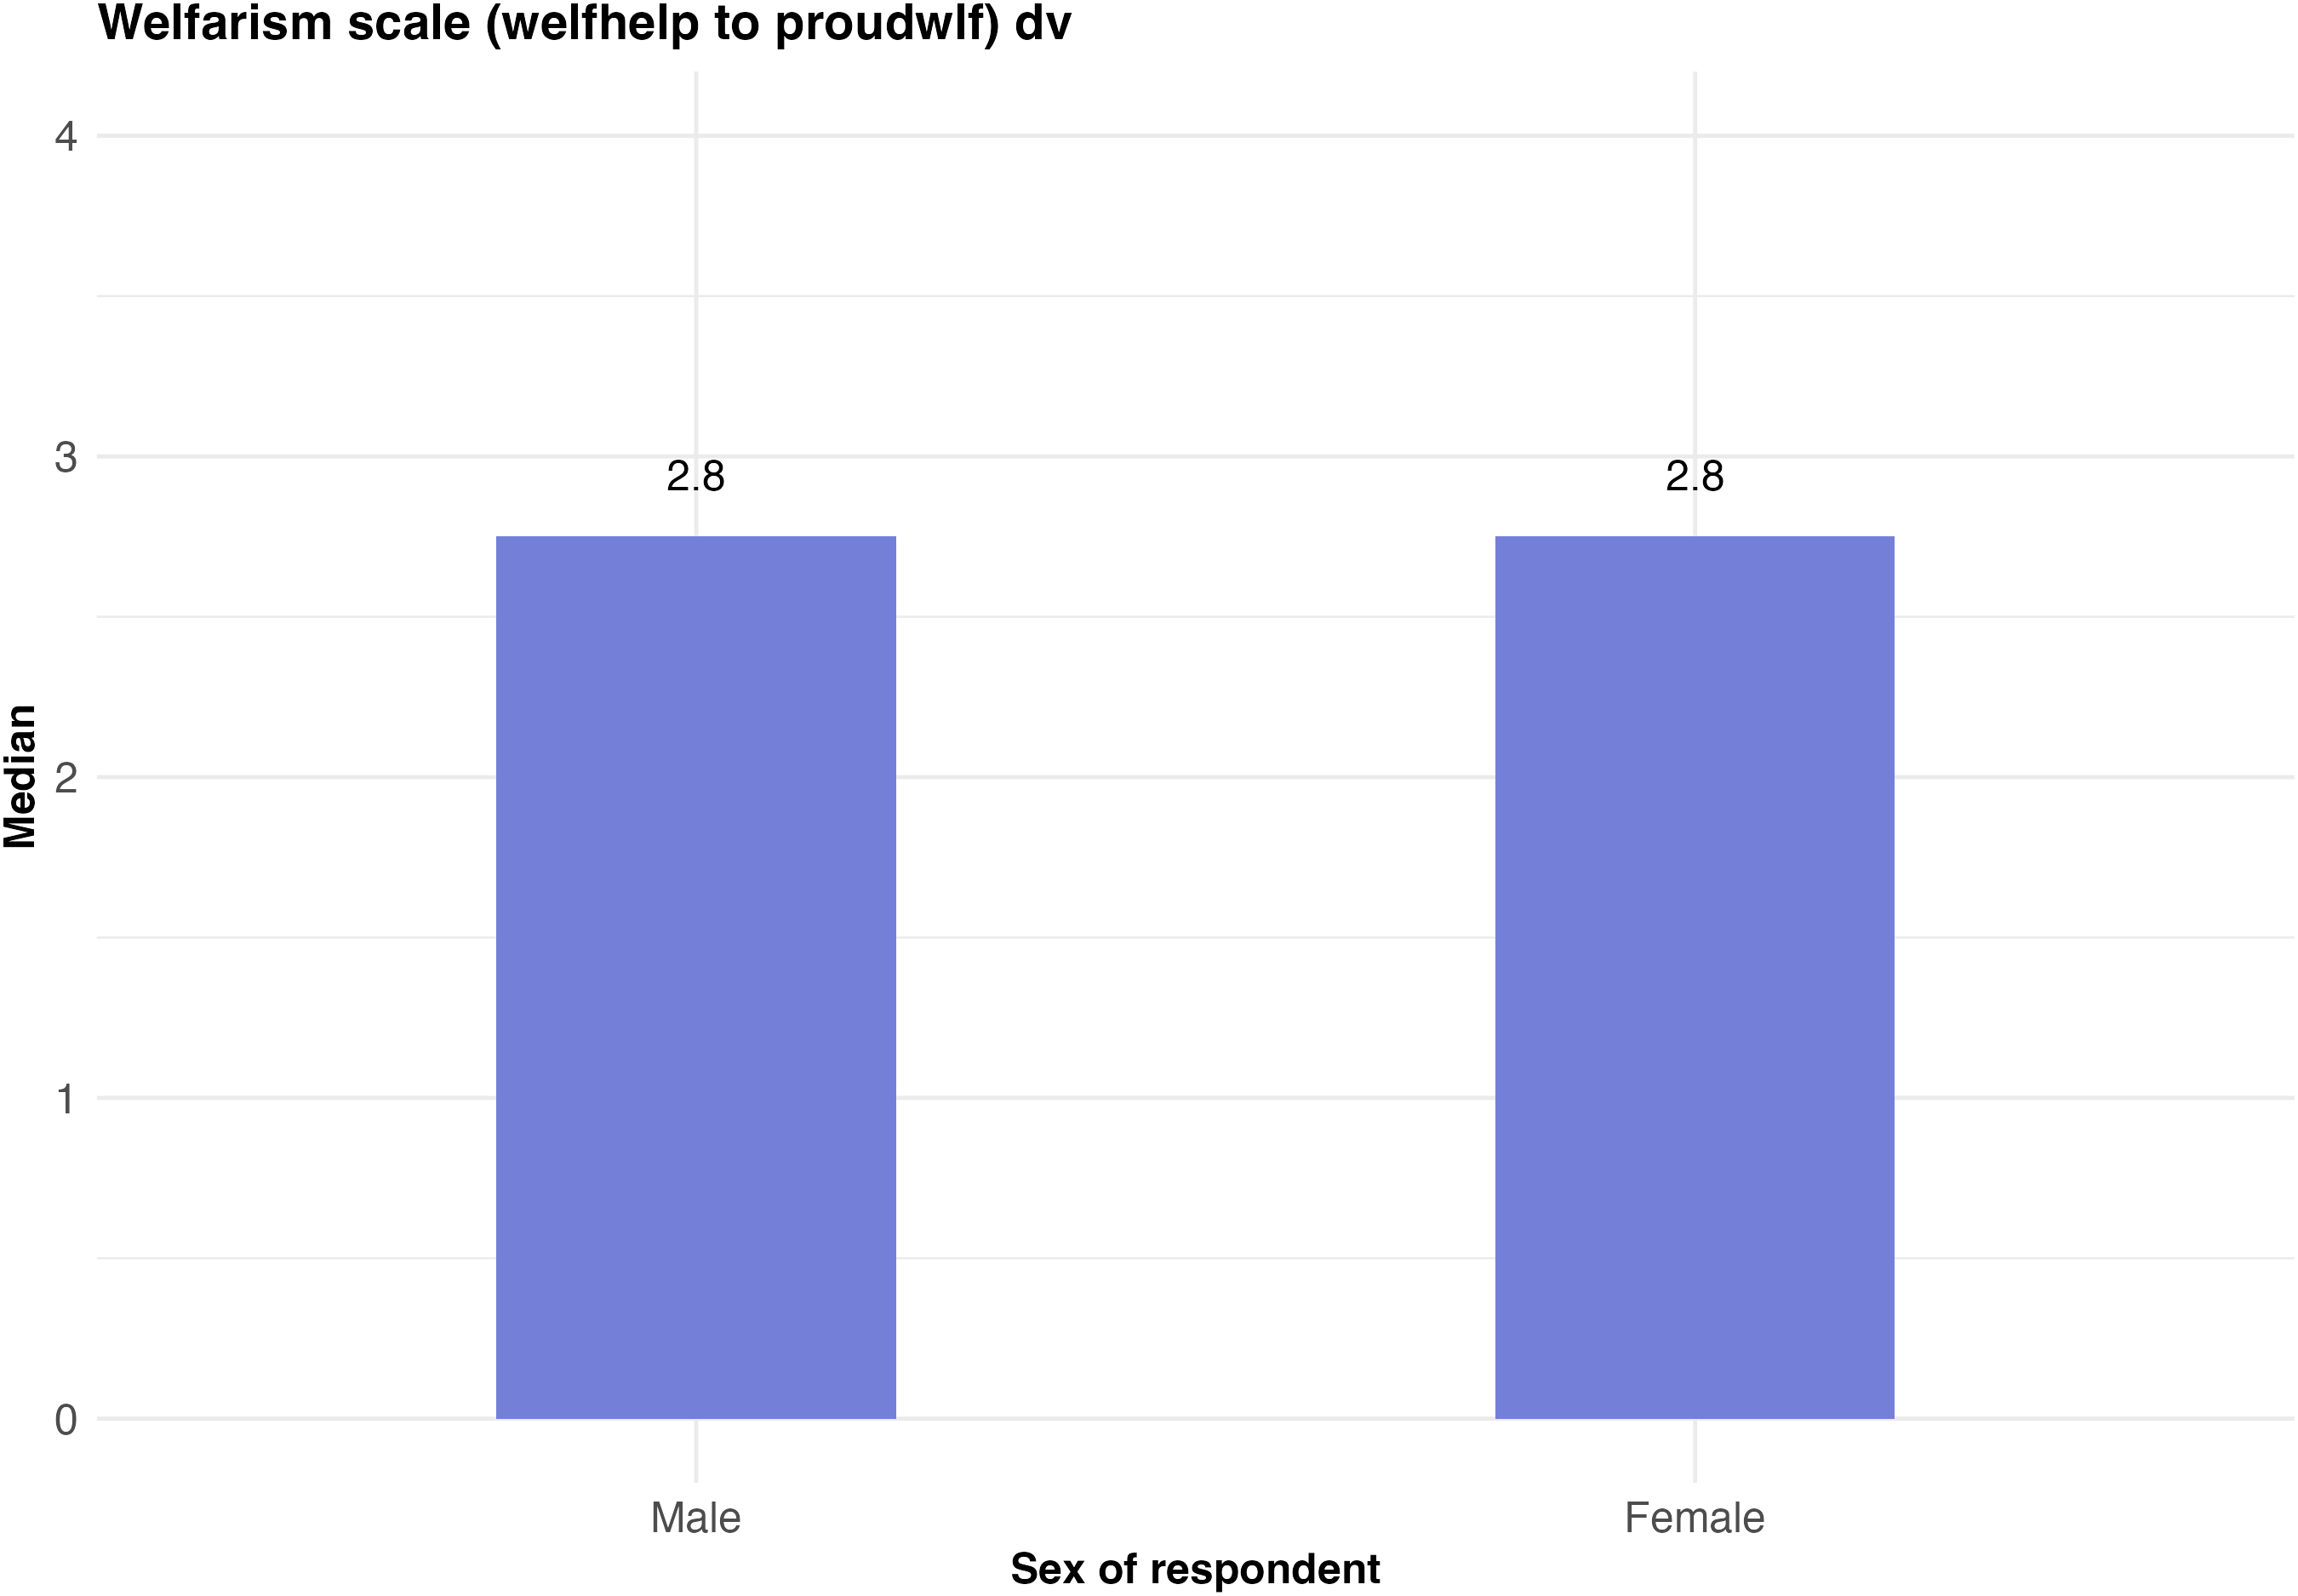 Welfarism scale (welfhelp to proudwlf) dv
4
3
2
1
0
Median
2.8
2.8
Male
Female
Sex of respondent